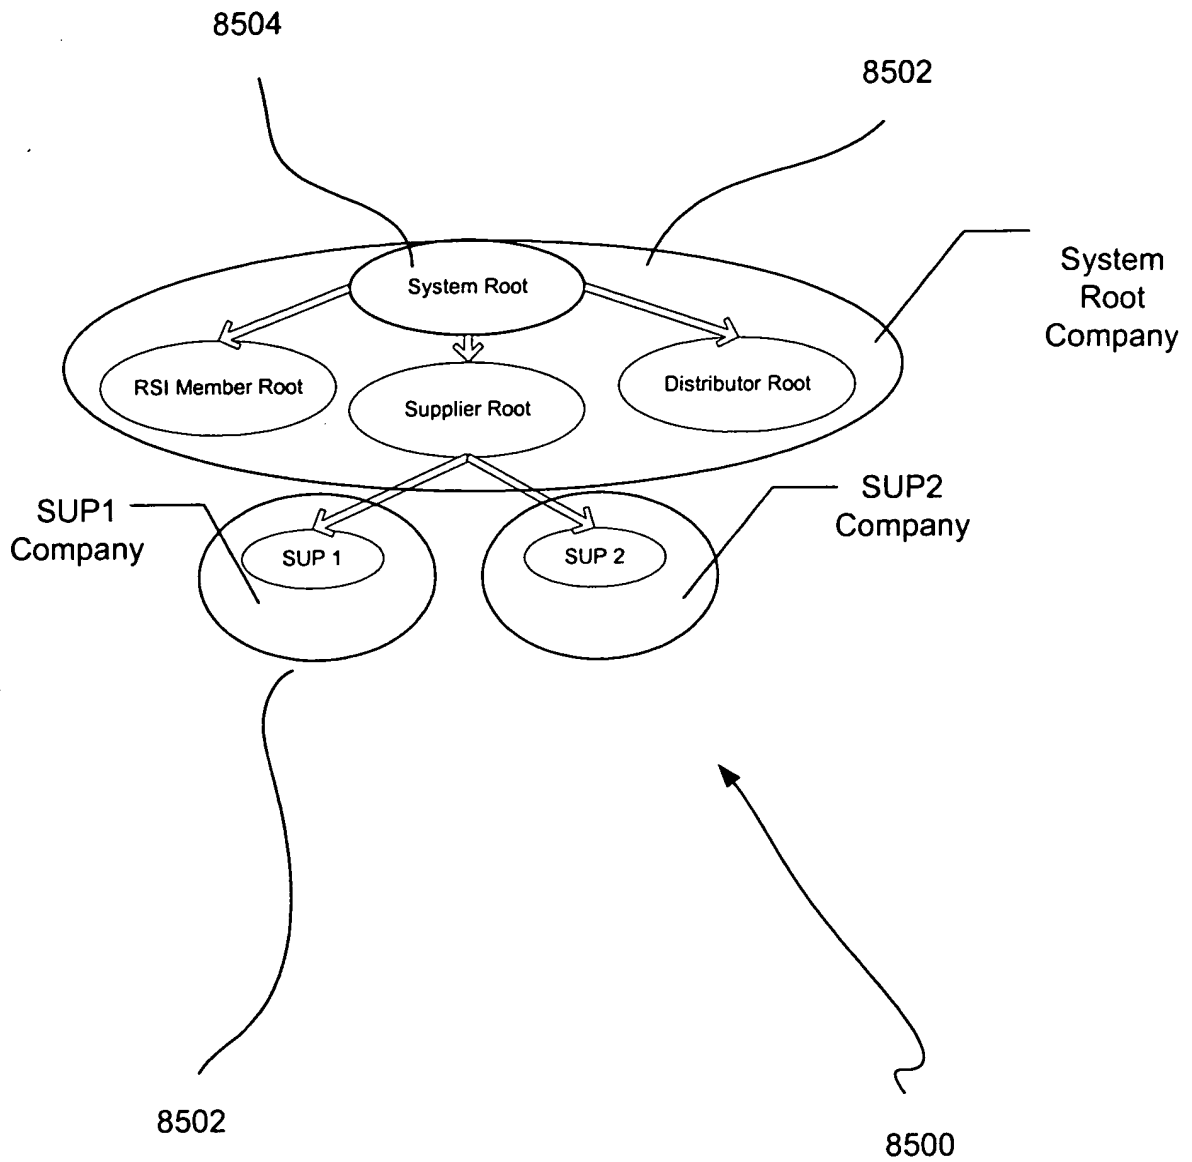 8504
8502
System Root
System
Root
Company
RSI Member Root
Supplier Root
Distributor Root
SUP1
Company
SUP2
Company
SUP 1
SUP 2
8502
8500